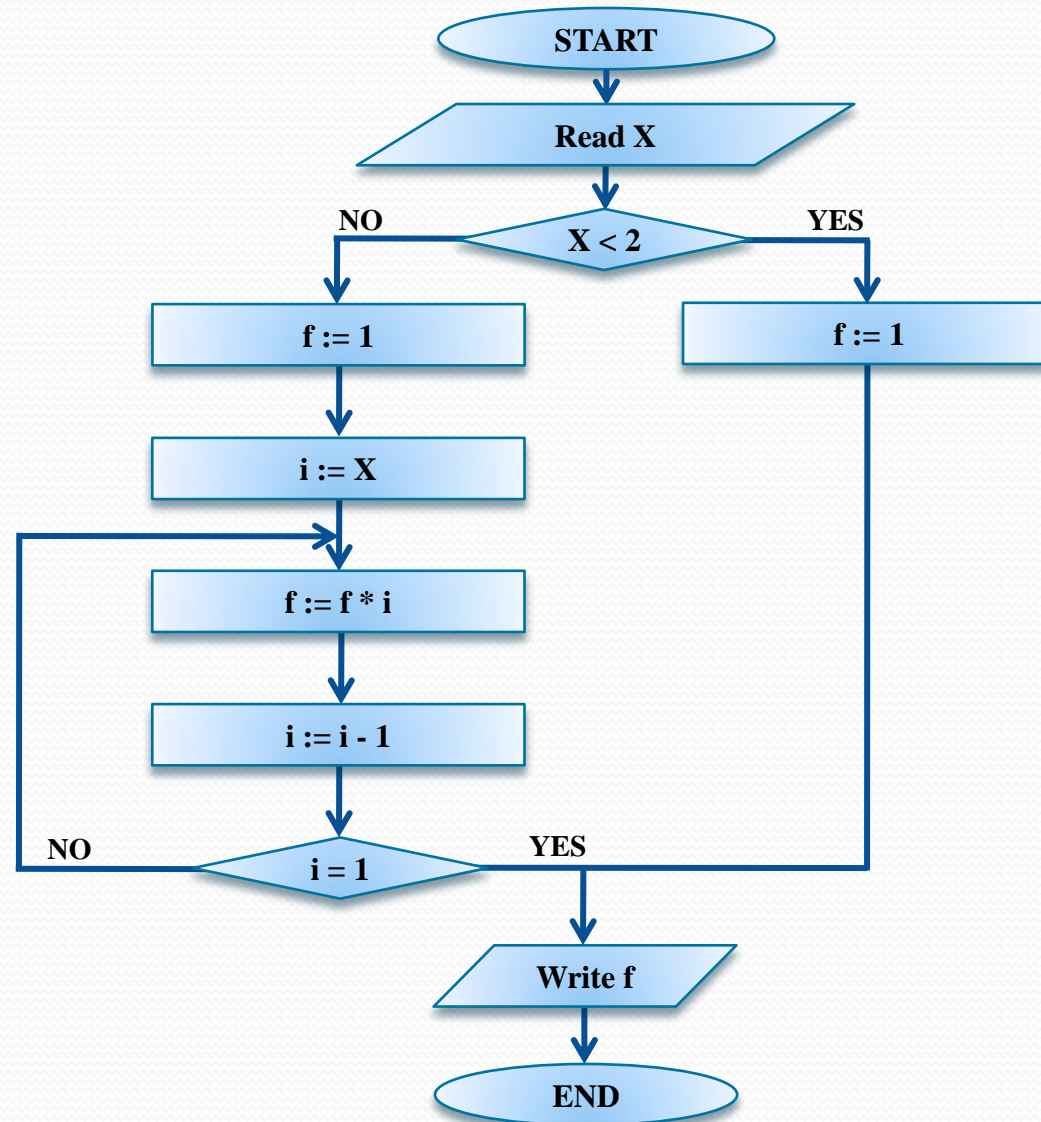 START
Read X
NO
YES
X < 2
f := 1
f := 1
i := X
f := f * i
i := i - 1
NO
YES
i = 1
Write f
END